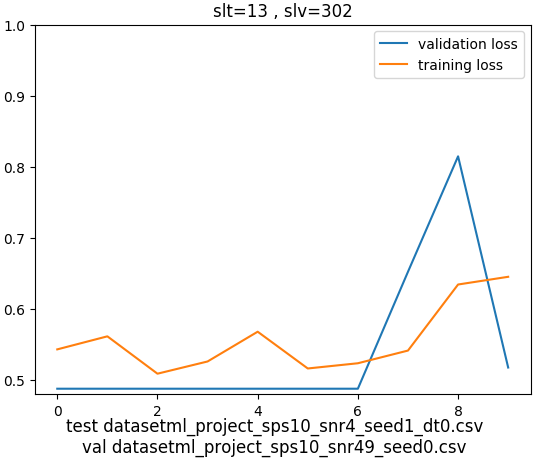 slt=13 , slv=302
1.0
0.9
0.8
0.7
0.6
0.5
validation loss
training loss
0 2 4 6 8
test datasetml_project_sps10_snr4_seed1_dt0.csv
val datasetml_project_sps10_snr49_seed0.csv